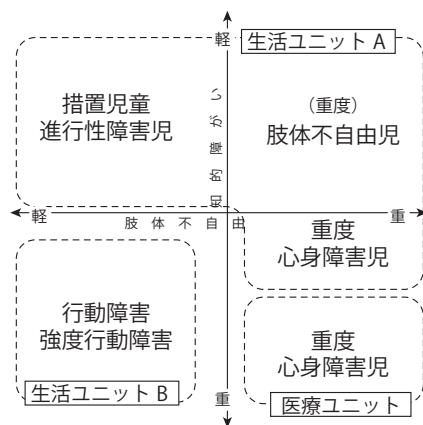 軽
生活ユニット A
措置児童
進行性障害児
知的障がい
（重度）
肢体不自由児
軽
肢体不自由
重
重度
心身障害児
行動障害
強度行動障害
重度
心身障害児
生活ユニット B
重
医療ユニット